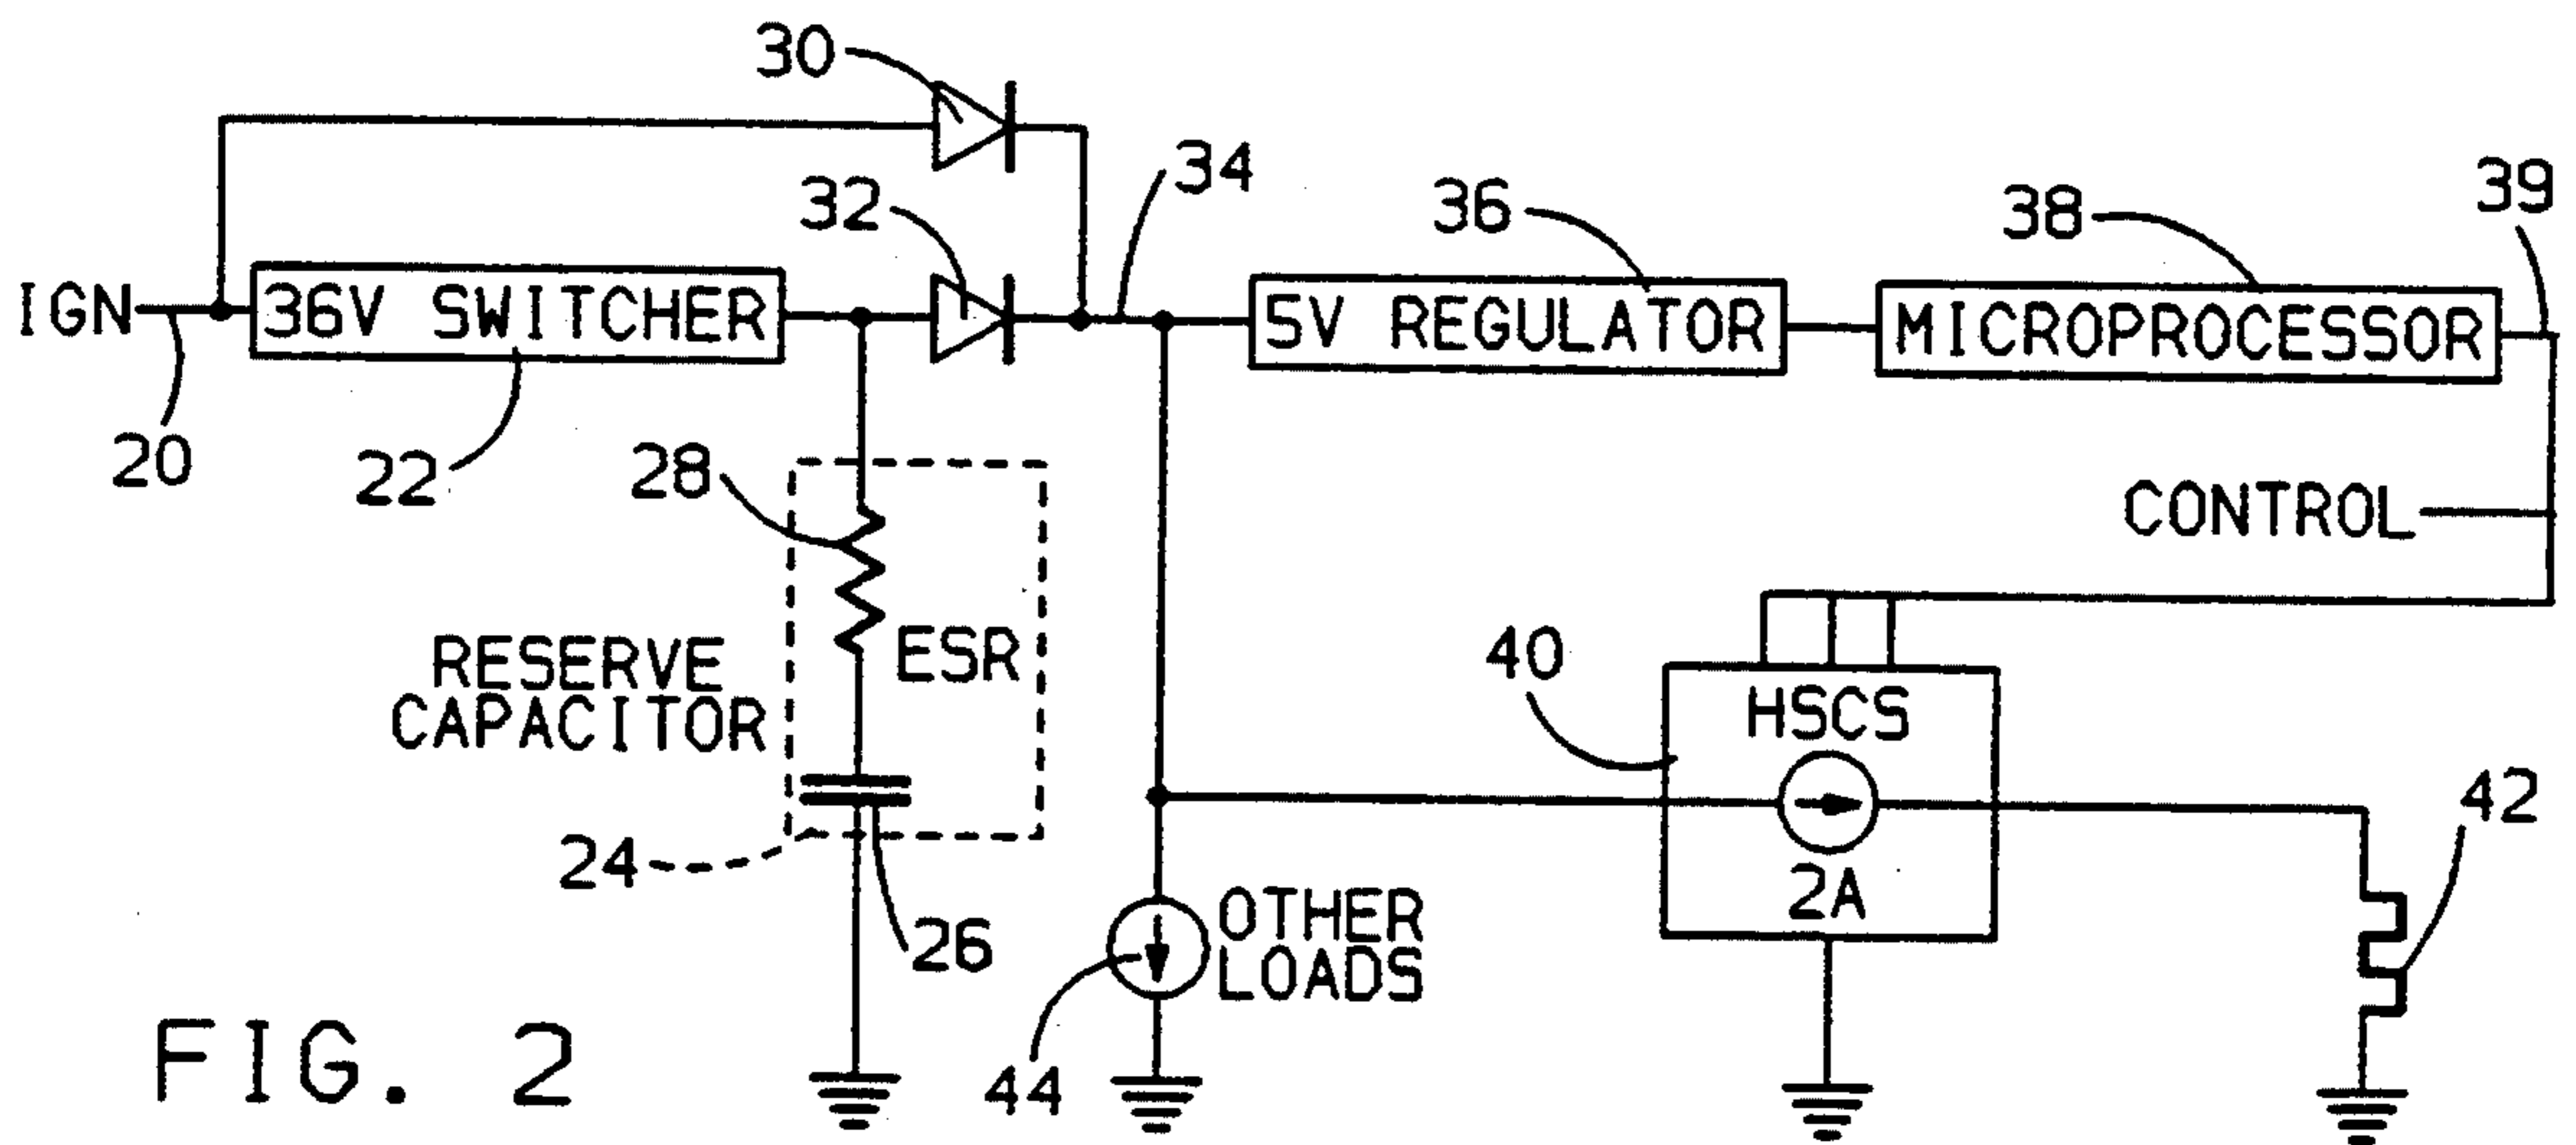 30
32
34
36
38
39
IGN
36V SWITCHER
5V REGULATOR
MICROPROCESSOR
20
22
28
CONTROL
RESERVE
CAPACITOR
ESR
40
HSCS
2A
42
24
26
OTHER
LOADS
44
FIG. 2